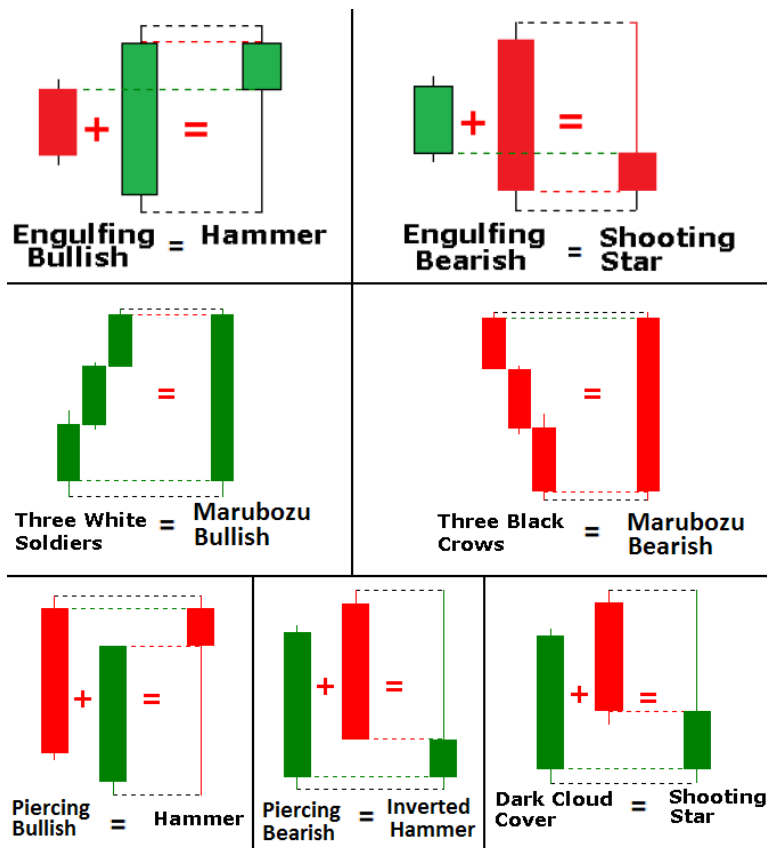 + =
Engulfing Bullish = Hammer
+ =
Engulfing Bearish = Shooting Star
=
Three White Soldiers = Marubozu Bullish
=
Three Black Crows = Marubozu Bearish
+ =
Piercing Bullish = Hammer
+ =
Piercing Bearish = Inverted Hammer
+ =
Dark Cloud Cover = Shooting Star